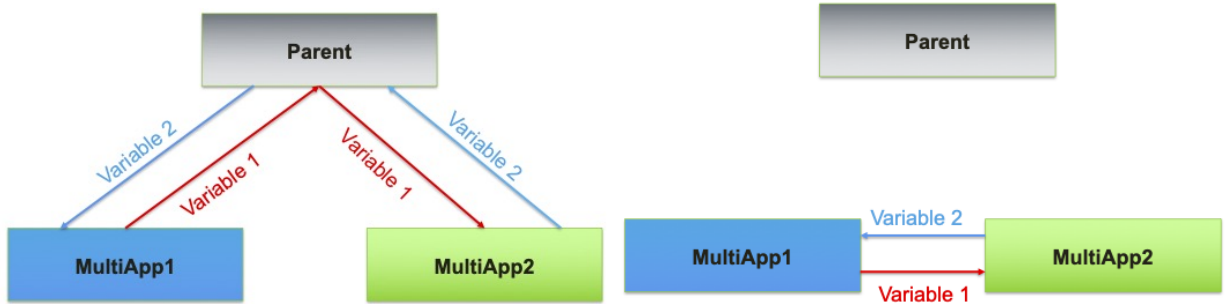 Parent
Variable 2
Variable 1
Variable 1
Variable 2
MultiApp1
MultiApp2
Parent
Variable 2
MultiApp1
MultiApp2
Variable 1